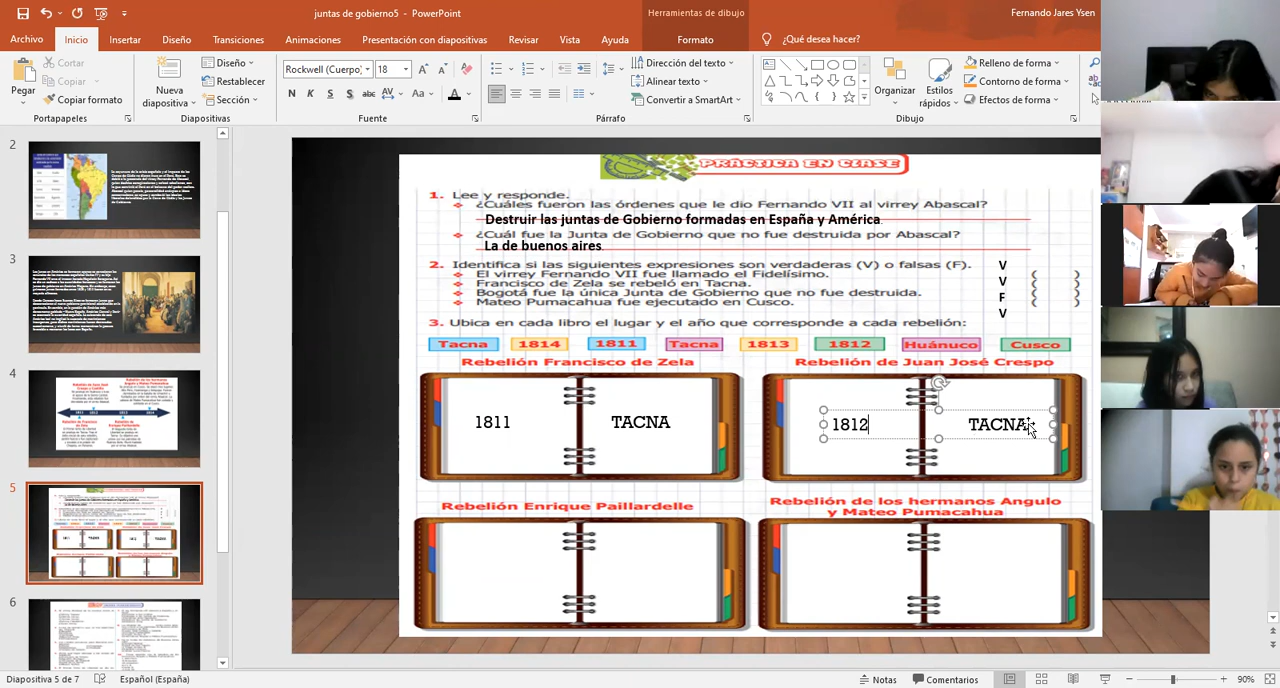 juntas de gobierno5 - PowerPoint
Herramientas de dibujo
Fernando Jares Ysen
Archivo Inicio Insertar Diseño Transiciones Animaciones Presentación con diapositivas Revisar Vista Ayuda Formato ¿Qué desea hacer?
Pegar
Cortar
Copiar
Copiar formato
Portapapeles
Nueva diapositiva
Diseño
Restablecer
Sección
Diapositivas
Rockwell (Cuerpo) 18
N K S S abc AV Aa A
Fuente
Párrafo
Dirección del texto
Alinear texto
Convertir a SmartArt
Organizar
Estilos rápidos
Relleno de forma
Contorno de forma
Efectos de forma
Dibujo
2
3
4
5
6
PRÁCTICA EN CLASE
1. Lee y responde.
¿Cuáles fueron las órdenes que le dio Fernando VII al virrey Abascal?
Destruir las juntas de Gobierno formadas en España y América.
¿Cuál fue la Junta de Gobierno que no fue destruida por Abascal?
La de buenos aires.
2. Identifica si las siguientes expresiones son verdaderas (V) o falsas (F).
El virrey Fernando VII fue llamado el Fidelísimo. V ( )
Francisco de Zela se rebeló en Tacna. V ( )
Bogotá fue la única Junta de Gobierno que no fue destruida. F ( )
Mateo Pumacahua fue ejecutado en Cusco. V ( )
3. Ubica en cada libro el lugar y el año que corresponde a cada rebelión:
Tacna 1814 1811 Tacna 1813 1812 Huánuco Cusco
Rebelión Francisco de Zela
Rebelión de Juan José Crespo
1811 TACNA
1812 TACNA
Rebelión Enrique Paillardelle
Rebelión de los hermanos Angulo
y Mateo Pumacahua
Diapositiva 5 de 7
Español (España)
Notas
Comentarios
90%